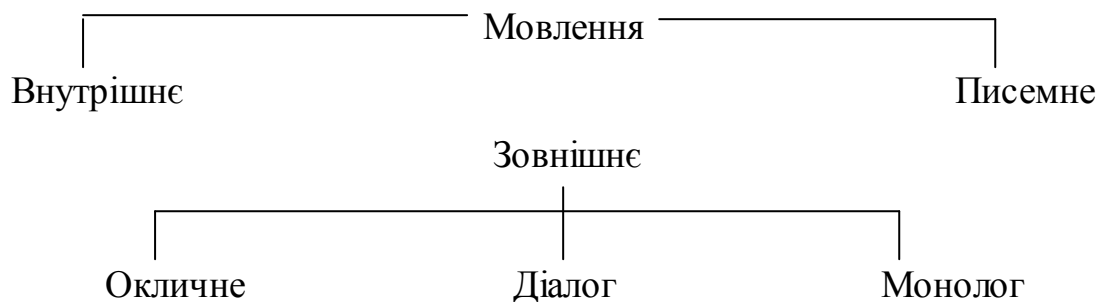 Мовлення
Внутрішнє Писемне
Зовнішнє
Окличне Діалог Монолог